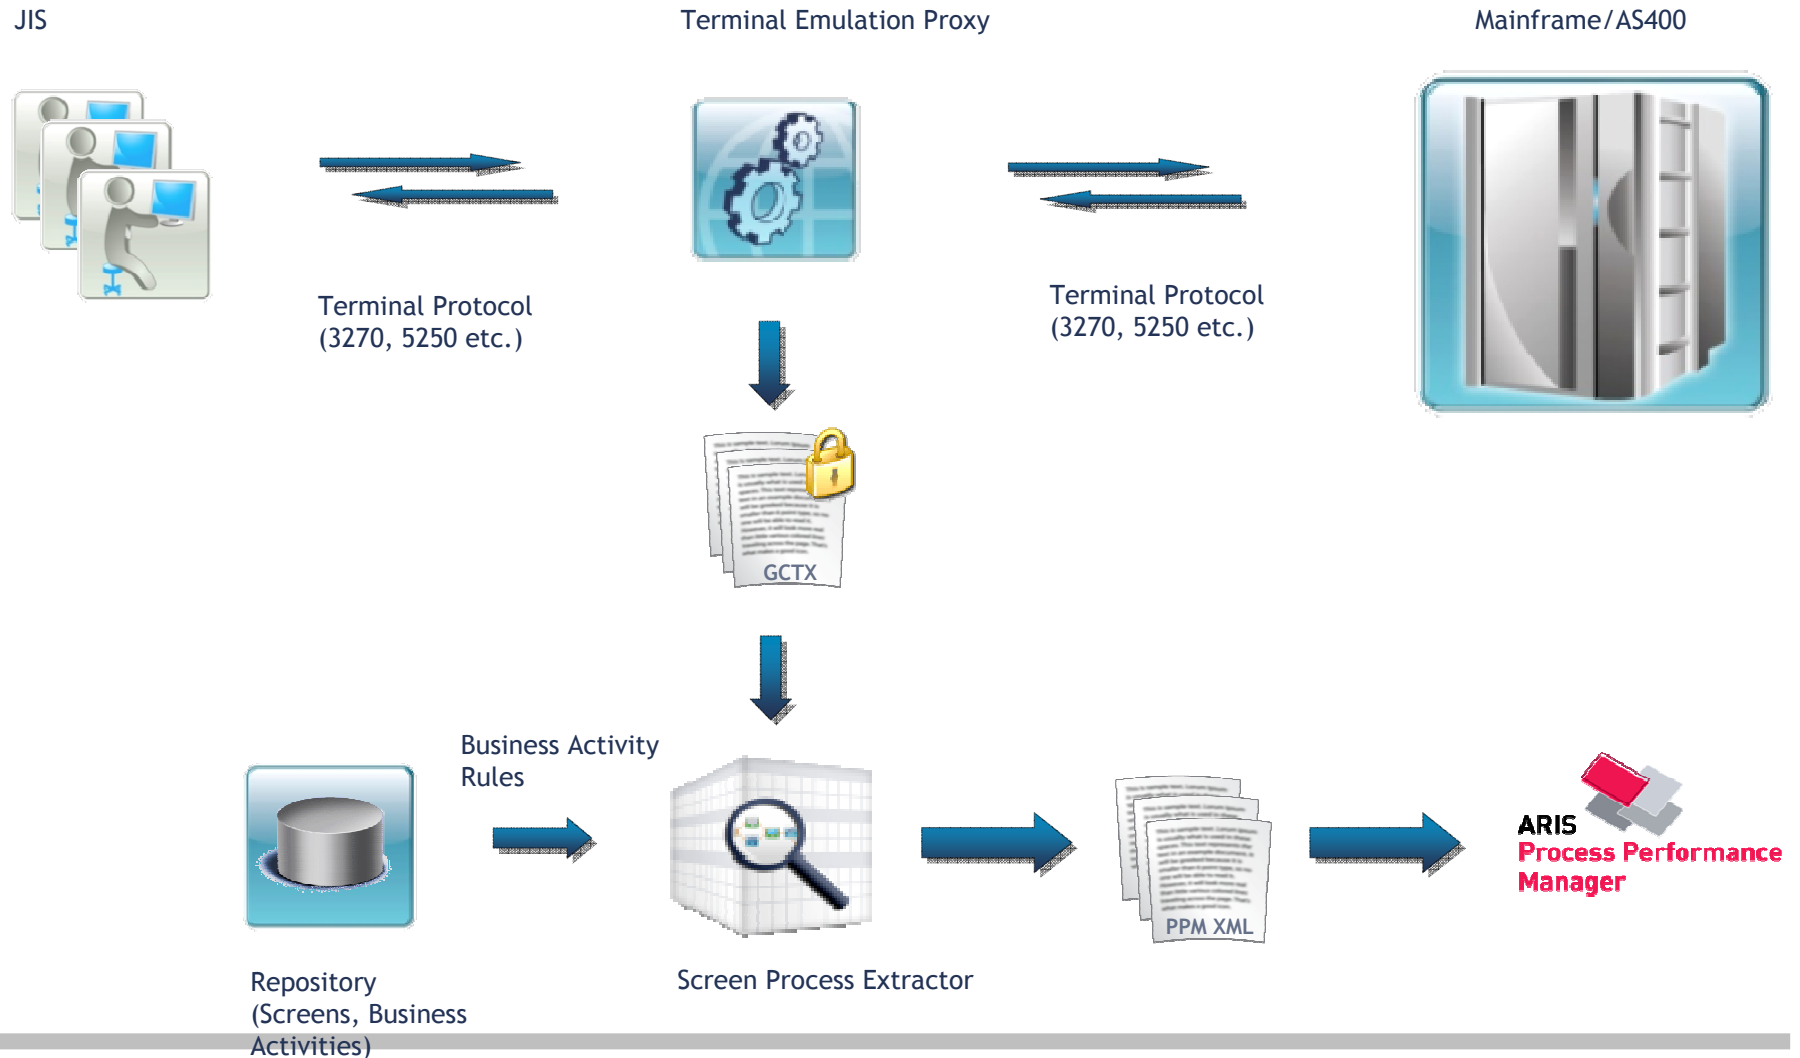 JIS
Terminal Emulation Proxy
Mainframe/AS400
Terminal Protocol
(3270, 5250 etc.)
Terminal Protocol
(3270, 5250 etc.)
GCTX
Business Activity
Rules
PPM XML
ARIS
Process Performance
Manager
Repository
(Screens, Business
Activities)
Screen Process Extractor